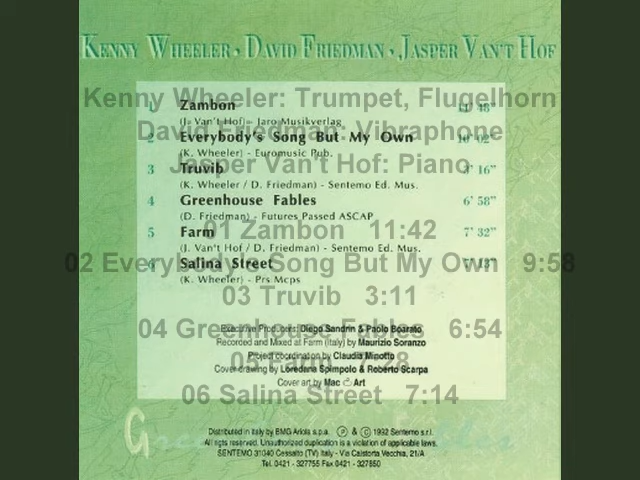 KENNY WHEELER • DAVID FRIEDMAN • JASPER VAN'T HOF
Kenny Wheeler: Trumpet, Flugelhorn
David Friedman: Vibraphone
Jasper Van't Hof: Piano
01 Zambon 11:42
02 Everybody's Song But My Own 9:58
03 Truvib 3:11
04 Greenhouse Fables 6:54
05 Farm
06 Salina Street 7:14
1 Zambon 11' 48"
(J. Van't Hof) - Jaro Musikverlag
2 Everybody's Song But My Own 10' 02"
(K. Wheeler) - Euromusic Pub.
3 Truvib 3' 16"
(K. Wheeler / D. Friedman) - Sentemo Ed. Mus.
4 Greenhouse Fables 6' 58"
(D. Friedman) - Futures Passed ASCAP
5 Farm 7' 32"
(J. Van't Hof / D. Friedman) - Sentemo Ed. Mus.
6 Salina Street
(K. Wheeler) - Prs Mcps
Executive Producers: Diego Sandrin & Paolo Boarato
Recorded and Mixed at Farm (Italy) by Maurizio Soranzo
Project coordination by Claudia Minotto
Cover drawing by Loredana Spimpolo & Roberto Scarpa
Cover art by Mac Art
Distributed in Italy by BMG Ariola s.p.a. Ⓟ & © 1992 Sentemo s.r.l.
All rights reserved. Unauthorized duplication is a violation of applicable laws.
SENTEMO 31040 Cessalto (TV) Italy - Via Calstorta Vecchia, 21/A
Tel. 0421 - 327755 Fax 0421 - 327850